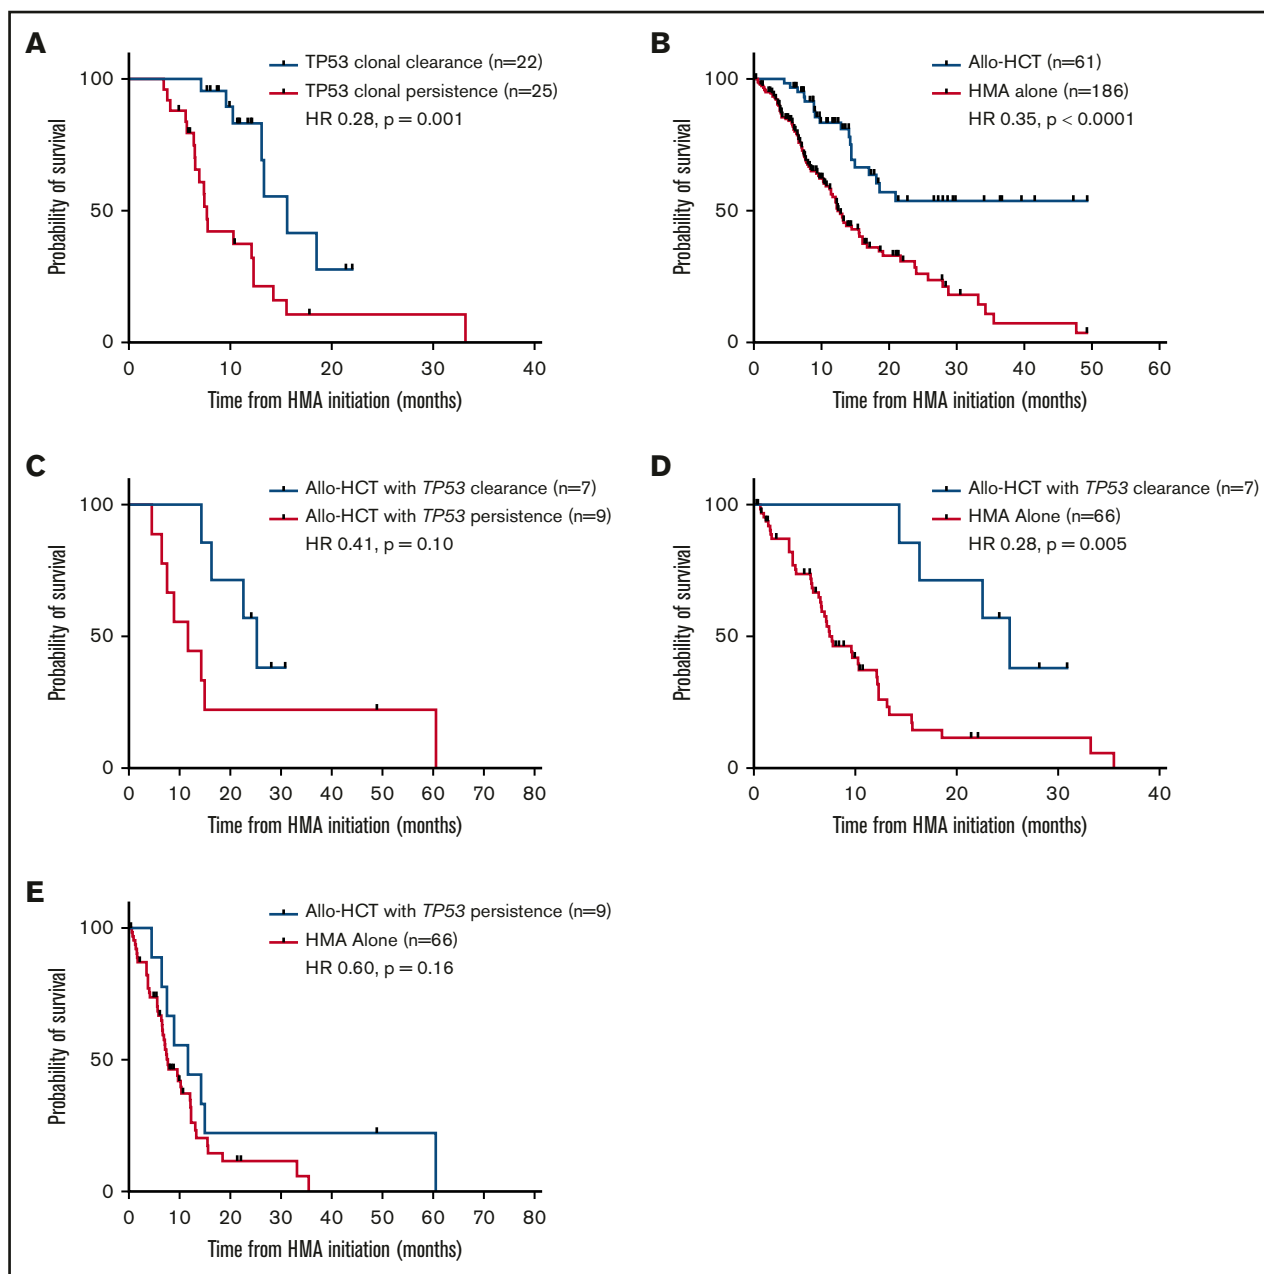 A
TP53 clonal clearance (n=22)
TP53 clonal persistence (n=25)
HR 0.28, p = 0.001
Probability of survival
100
50
0
0 10 20 30 40
Time from HMA initiation (months)
B
Allo-HCT (n=61)
HMA alone (n=186)
HR 0.35, p < 0.0001
Probability of survival
100
50
0
0 10 20 30 40 50 60
Time from HMA initiation (months)
C
Allo-HCT with TP53 clearance (n=7)
Allo-HCT with TP53 persistence (n=9)
HR 0.41, p = 0.10
Probability of survival
100
50
0
0 10 20 30 40 50 60 70 80
Time from HMA initiation (months)
D
Allo-HCT with TP53 clearance (n=7)
HMA Alone (n=66)
HR 0.28, p = 0.005
Probability of survival
100
50
0
0 10 20 30 40
Time from HMA initiation (months)
E
Allo-HCT with TP53 persistence (n=9)
HMA Alone (n=66)
HR 0.60, p = 0.16
Probability of survival
100
50
0
0 10 20 30 40 50 60 70 80
Time from HMA initiation (months)